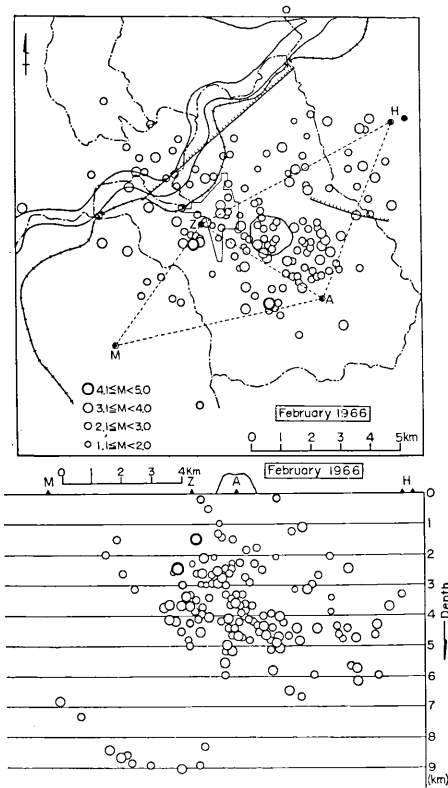 H
Z
A
M
4.1≤M<5.0
3.1≤M<4.0
2.1≤M<3.0
1.1≤M<2.0
February 1966
0 1 2 3 4 5km
February 1966
0 1 2 3 4Km
M Z A H
0
1
2
3
4
5
6
7
8
9
(km)
Depth